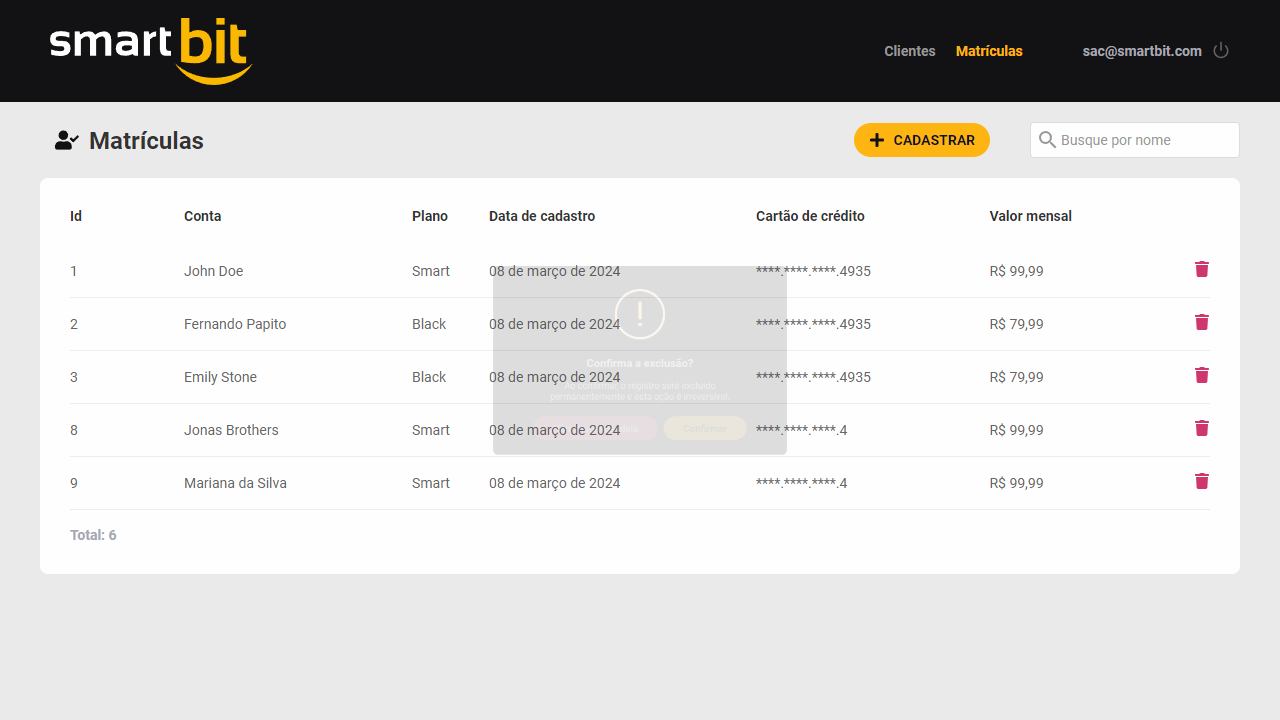 smartbit
Clientes Matrículas sac@smartbit.com
Matrículas CADASTRAR Busque por nome
Id Conta Plano Data de cadastro Cartão de crédito Valor mensal
1 John Doe Smart 08 de março de 2024 ****.****.****.4935 R$ 99,99
2 Fernando Papito Black 08 de março de 2024 ****.****.****.4935 R$ 79,99
Confirma a exclusão?
3 Emily Stone Black 08 de março de 2024 ****.****.****.4935 R$ 79,99
Ao confirmar, o registro será excluído
permanentemente e esta ação é irreversível.
8 Jonas Brothers Smart 08 de março de 2024 ****.****.****.4 R$ 99,99
Confirmar
9 Mariana da Silva Smart 08 de março de 2024 ****.****.****.4 R$ 99,99
Total: 6